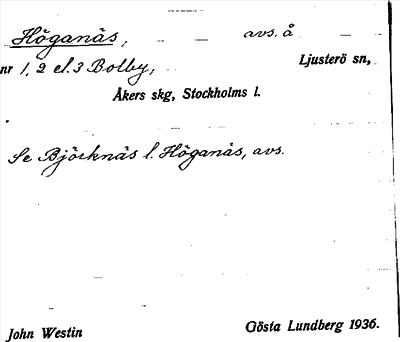 Höganäs, avs. å
nr 1, 2 el. 3 Bolby, Ljusterö sn,
Åkers skg, Stockholms l.
Se Björknäs l. Höganäs, avs.
John Westin Gösta Lundberg 1936.